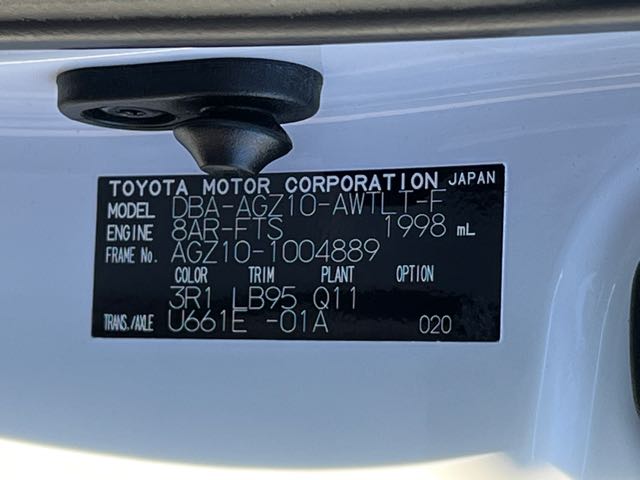 TOYOTA MOTOR CORPORATION JAPAN
MODEL DBA-AGZ10-AWTLT-F
ENGINE 8AR-FTS 1998 mL
FRAME No. AGZ10-1004889
COLOR TRIM PLANT OPTION
3R1 LB95 Q11
TRANS./AXLE U661E -01A 020